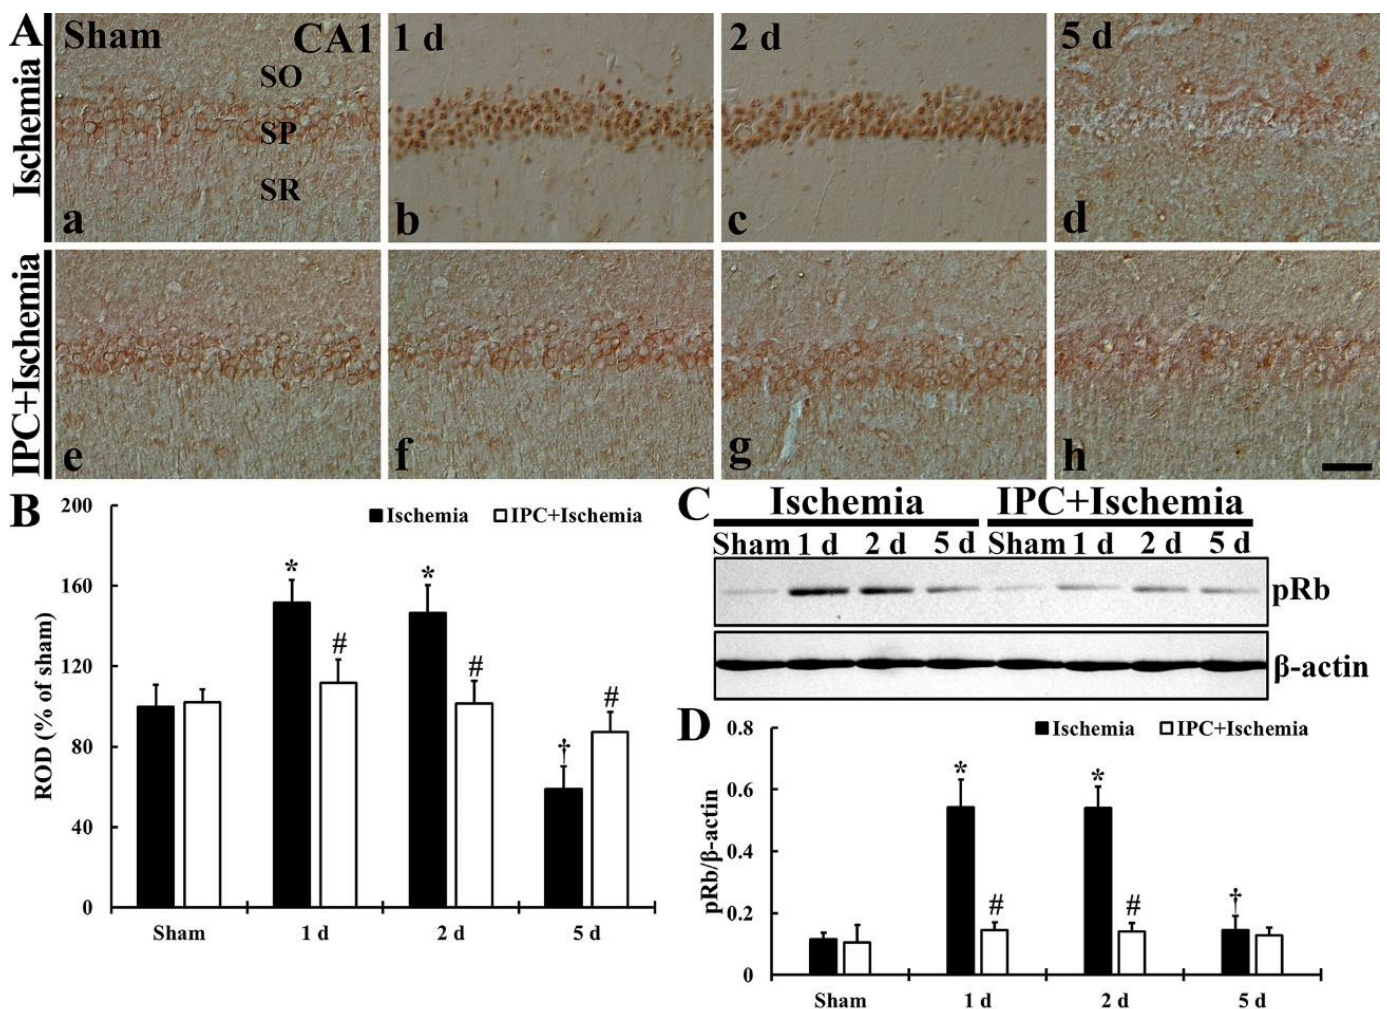 A
Ischemia
Sham CA1
SO
SP
SR
a
1 d
b
2 d
c
5 d
d
IPC+Ischemia
e
f
g
h
B
200
160
120
80
40
0
ROD (% of sham)
Ischemia IPC+Ischemia
*
#
*
#
†
#
Sham 1 d 2 d 5 d
C
Ischemia IPC+Ischemia
Sham 1 d 2 d 5 d Sham 1 d 2 d 5 d
pRb
β-actin
D
0.8
0.6
0.4
0.2
0
pRb/β-actin
Ischemia IPC+Ischemia
*
#
*
#
†
Sham 1 d 2 d 5 d